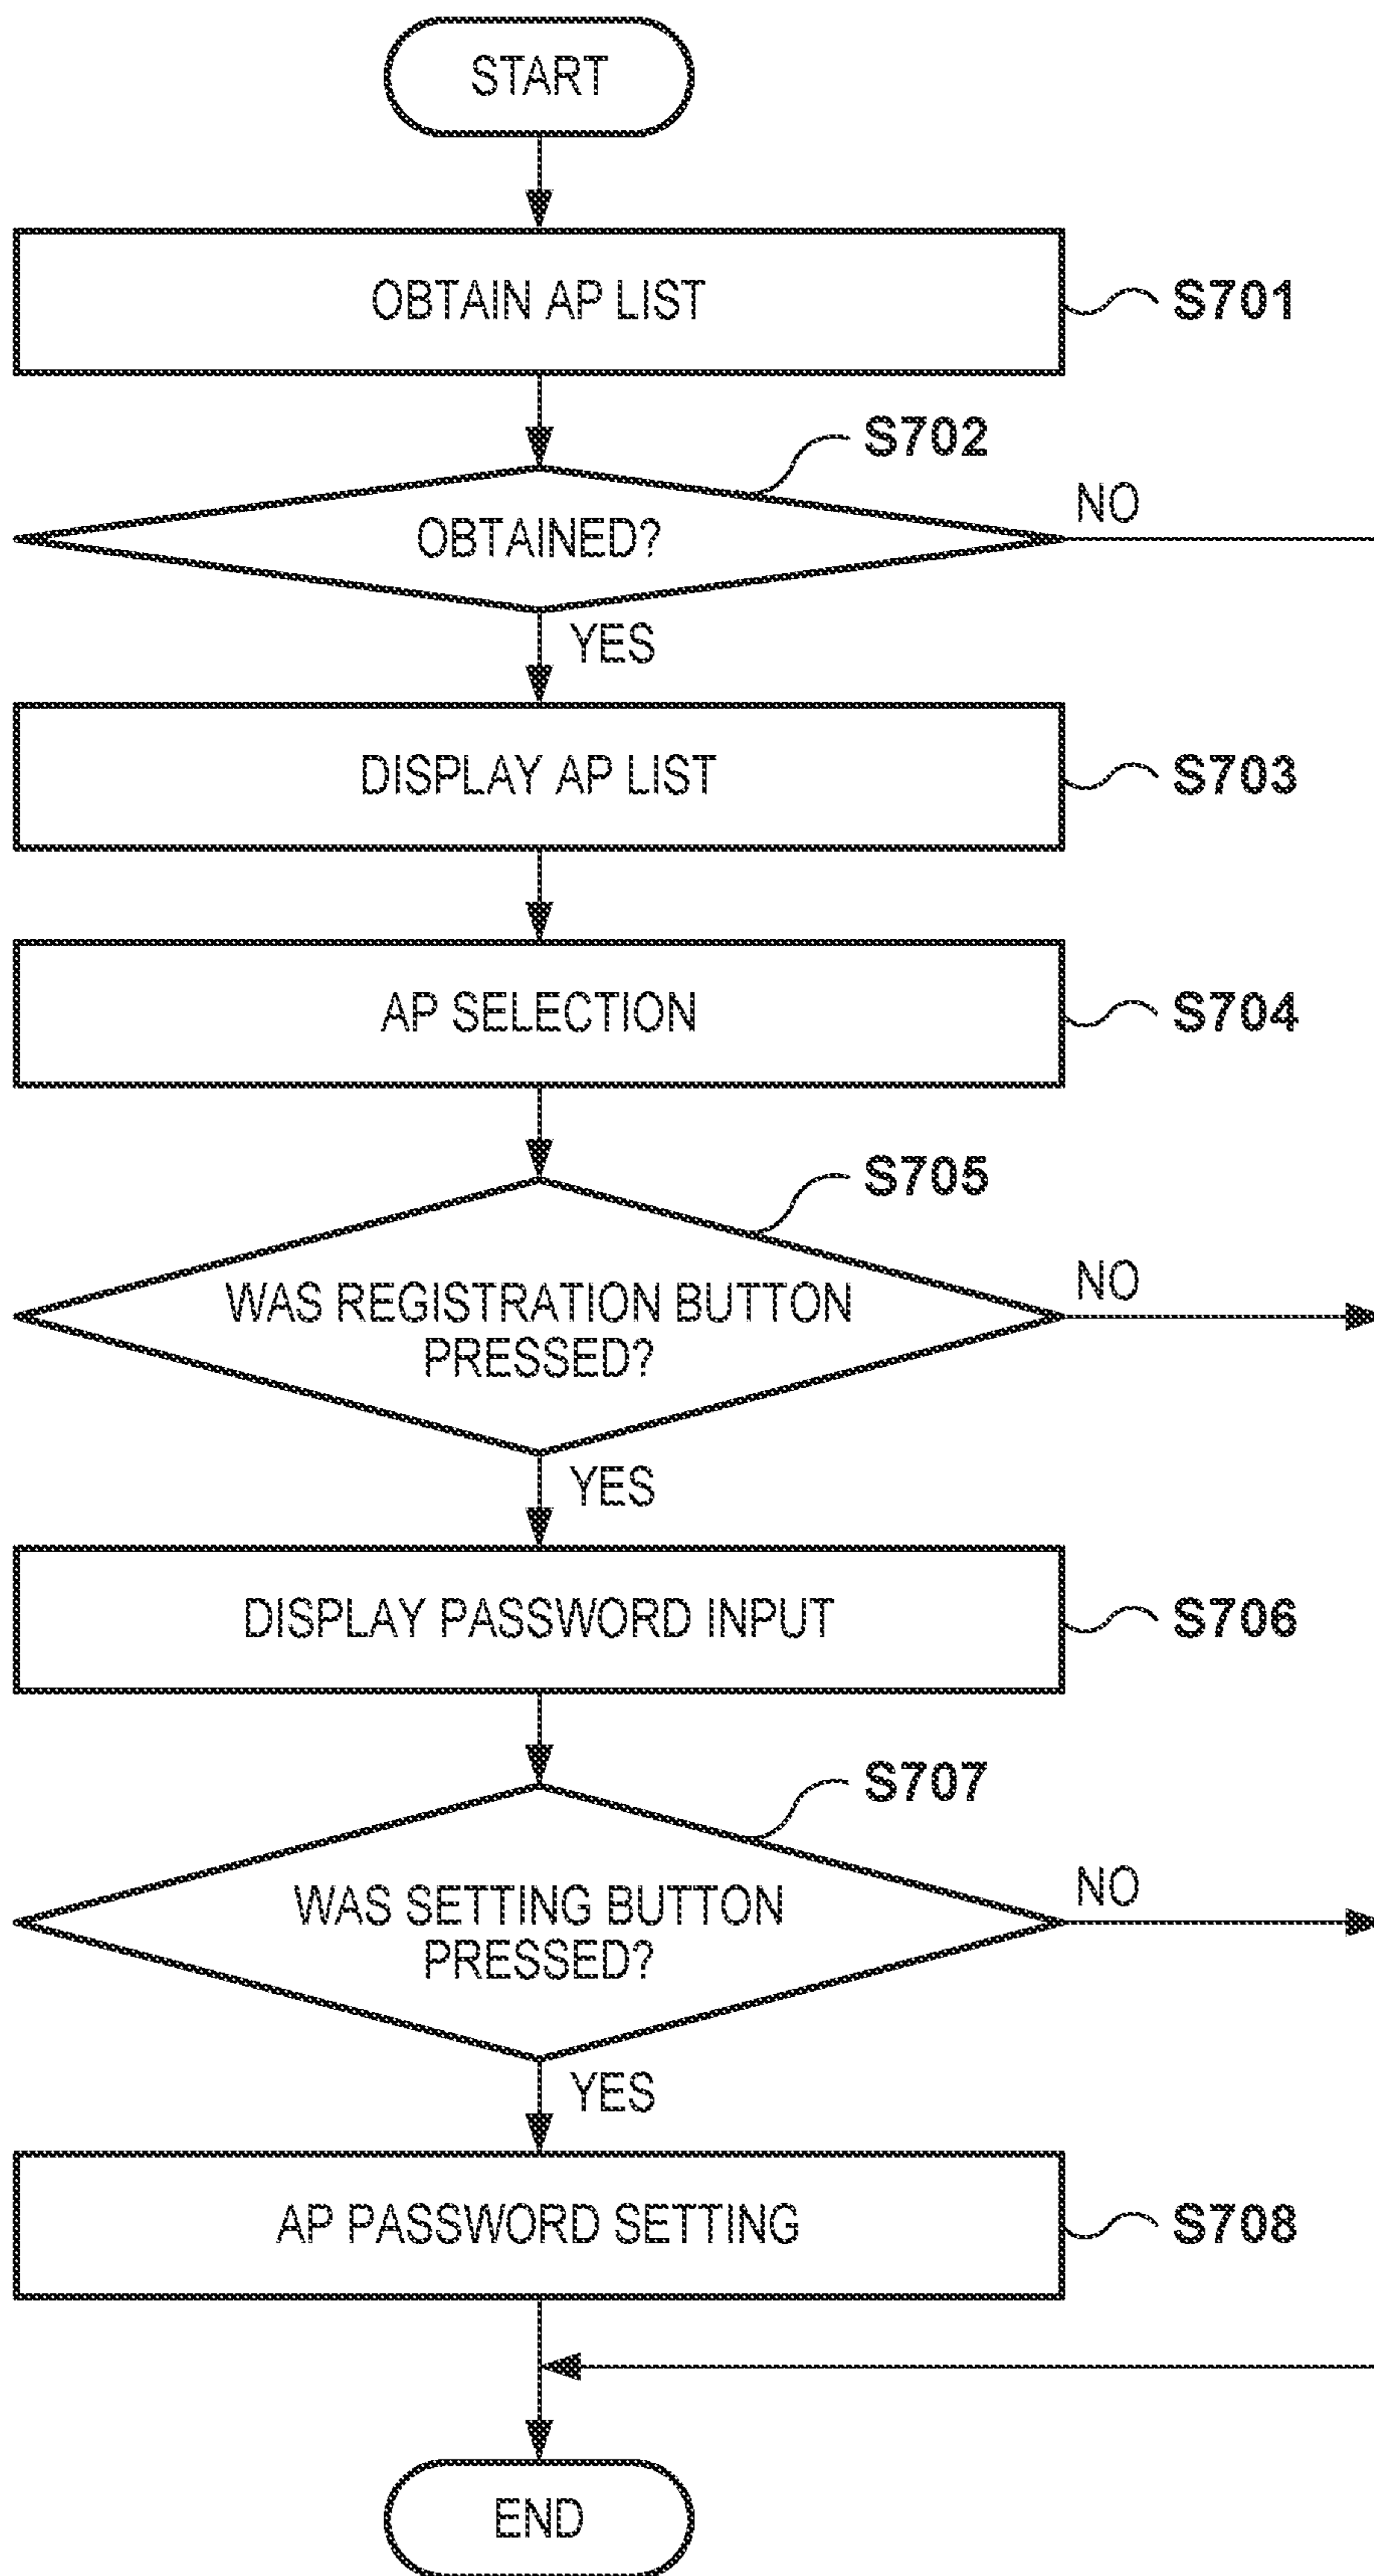 START
OBTAIN AP LIST
S701
S702
OBTAINED?
NO
YES
DISPLAY AP LIST
S703
AP SELECTION
S704
S705
WAS REGISTRATION BUTTON
PRESSED?
NO
YES
DISPLAY PASSWORD INPUT
S706
S707
WAS SETTING BUTTON
PRESSED?
NO
YES
AP PASSWORD SETTING
S708
END